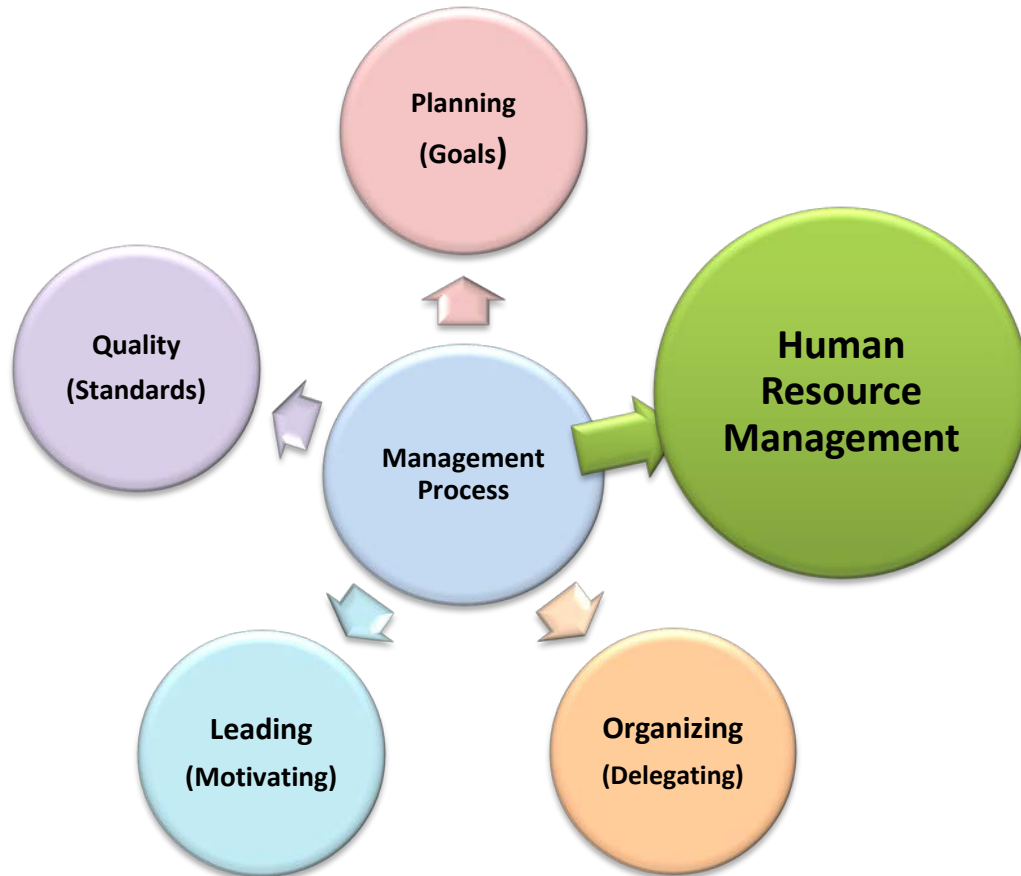 Planning
(Goals)
Human
Resource
Management
Quality
(Standards)
Management
Process
Leading
(Motivating)
Organizing
(Delegating)